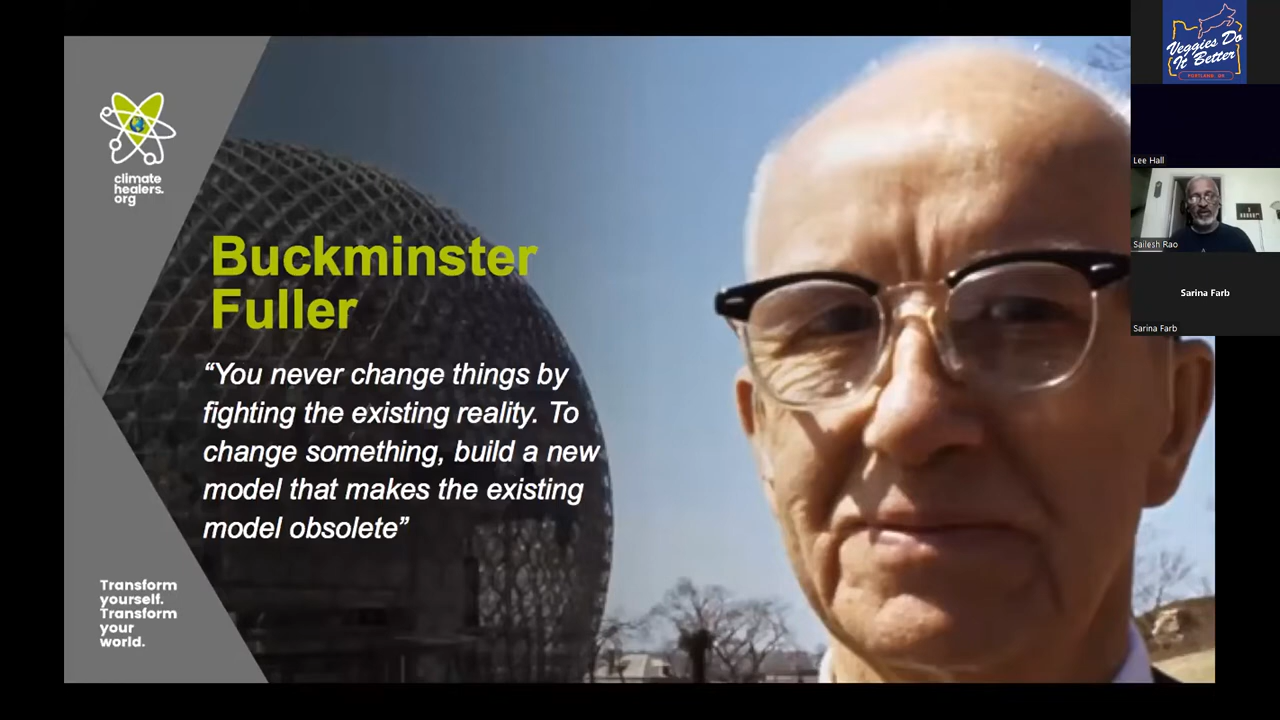 climate
healers.
org
Buckminster
Fuller
“You never change things by
fighting the existing reality. To
change something, build a new
model that makes the existing
model obsolete”
Transform
yourself.
Transform
your
world.
Veggies Do
It Better
PORTLAND, OR
Lee Hall
Sailesh Rao
Sarina Farb
Sarina Farb